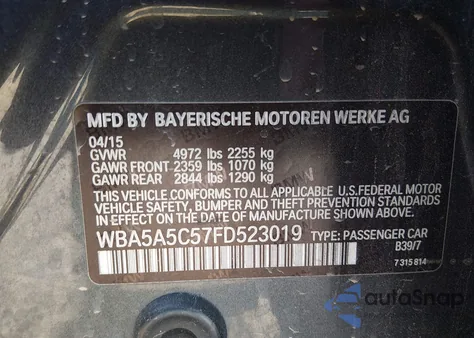 MFD BY BAYERISCHE MOTOREN WERKE AG
04/15
GVWR 4972 lbs 2255 kg
GAWR FRONT 2359 lbs 1070 kg
GAWR REAR 2844 lbs 1290 kg
THIS VEHICLE CONFORMS TO ALL APPLICABLE U.S.FEDERAL MOTOR
VEHICLE SAFETY, BUMPER, AND THEFT PREVENTION STANDARDS
IN EFFECT ON THE DATE OF MANUFACTURE SHOWN ABOVE.
WBA5A5C57FD523019 TYPE: PASSENGER CAR
B39/7
7 315 814
autoSnap